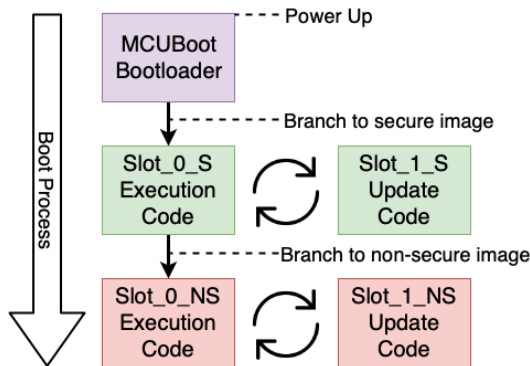 Power Up
MCUBoot
Bootloader
Branch to secure image
Boot Process
Slot_0_S
Execution
Code
Slot_1_S
Update
Code
Branch to non-secure image
Slot_0_NS
Execution
Code
Slot_1_NS
Update
Code